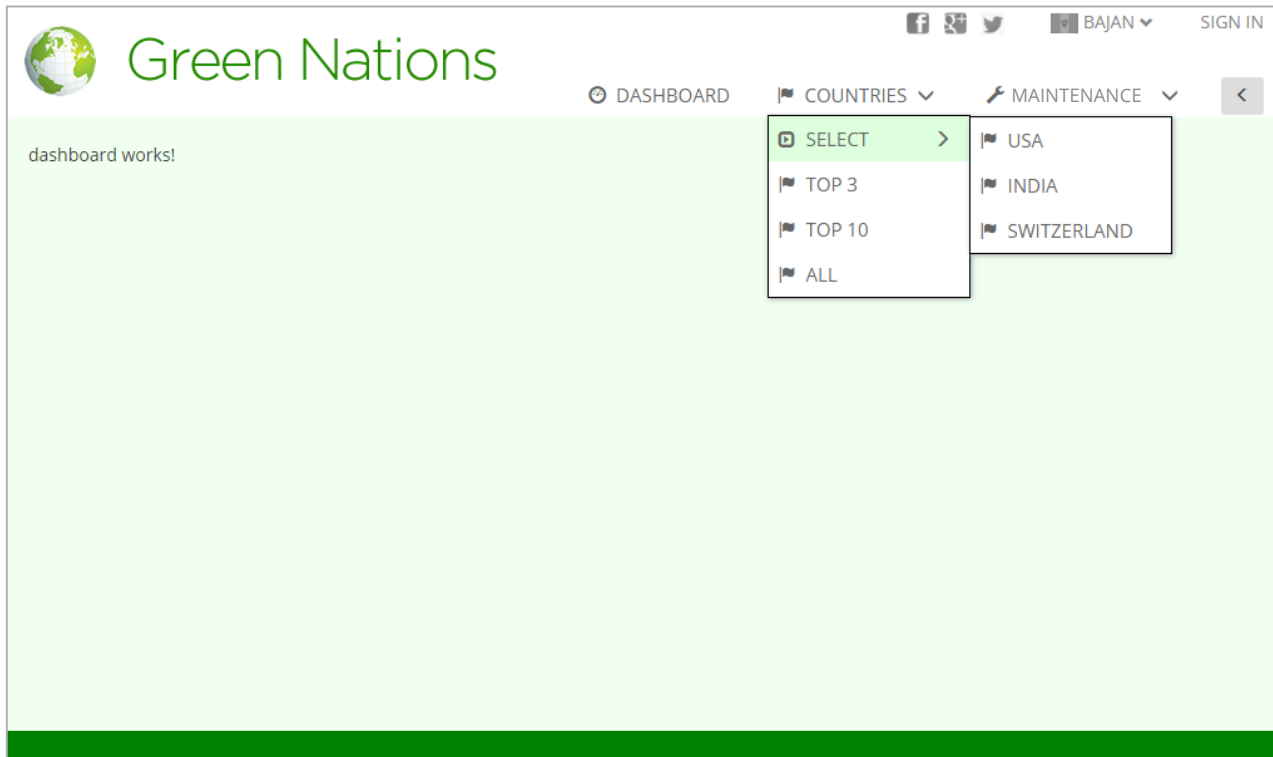 BAJAN SIGN IN
Green Nations
DASHBOARD COUNTRIES MAINTENANCE
dashboard works!
SELECT
TOP 3
TOP 10
ALL
USA
INDIA
SWITZERLAND